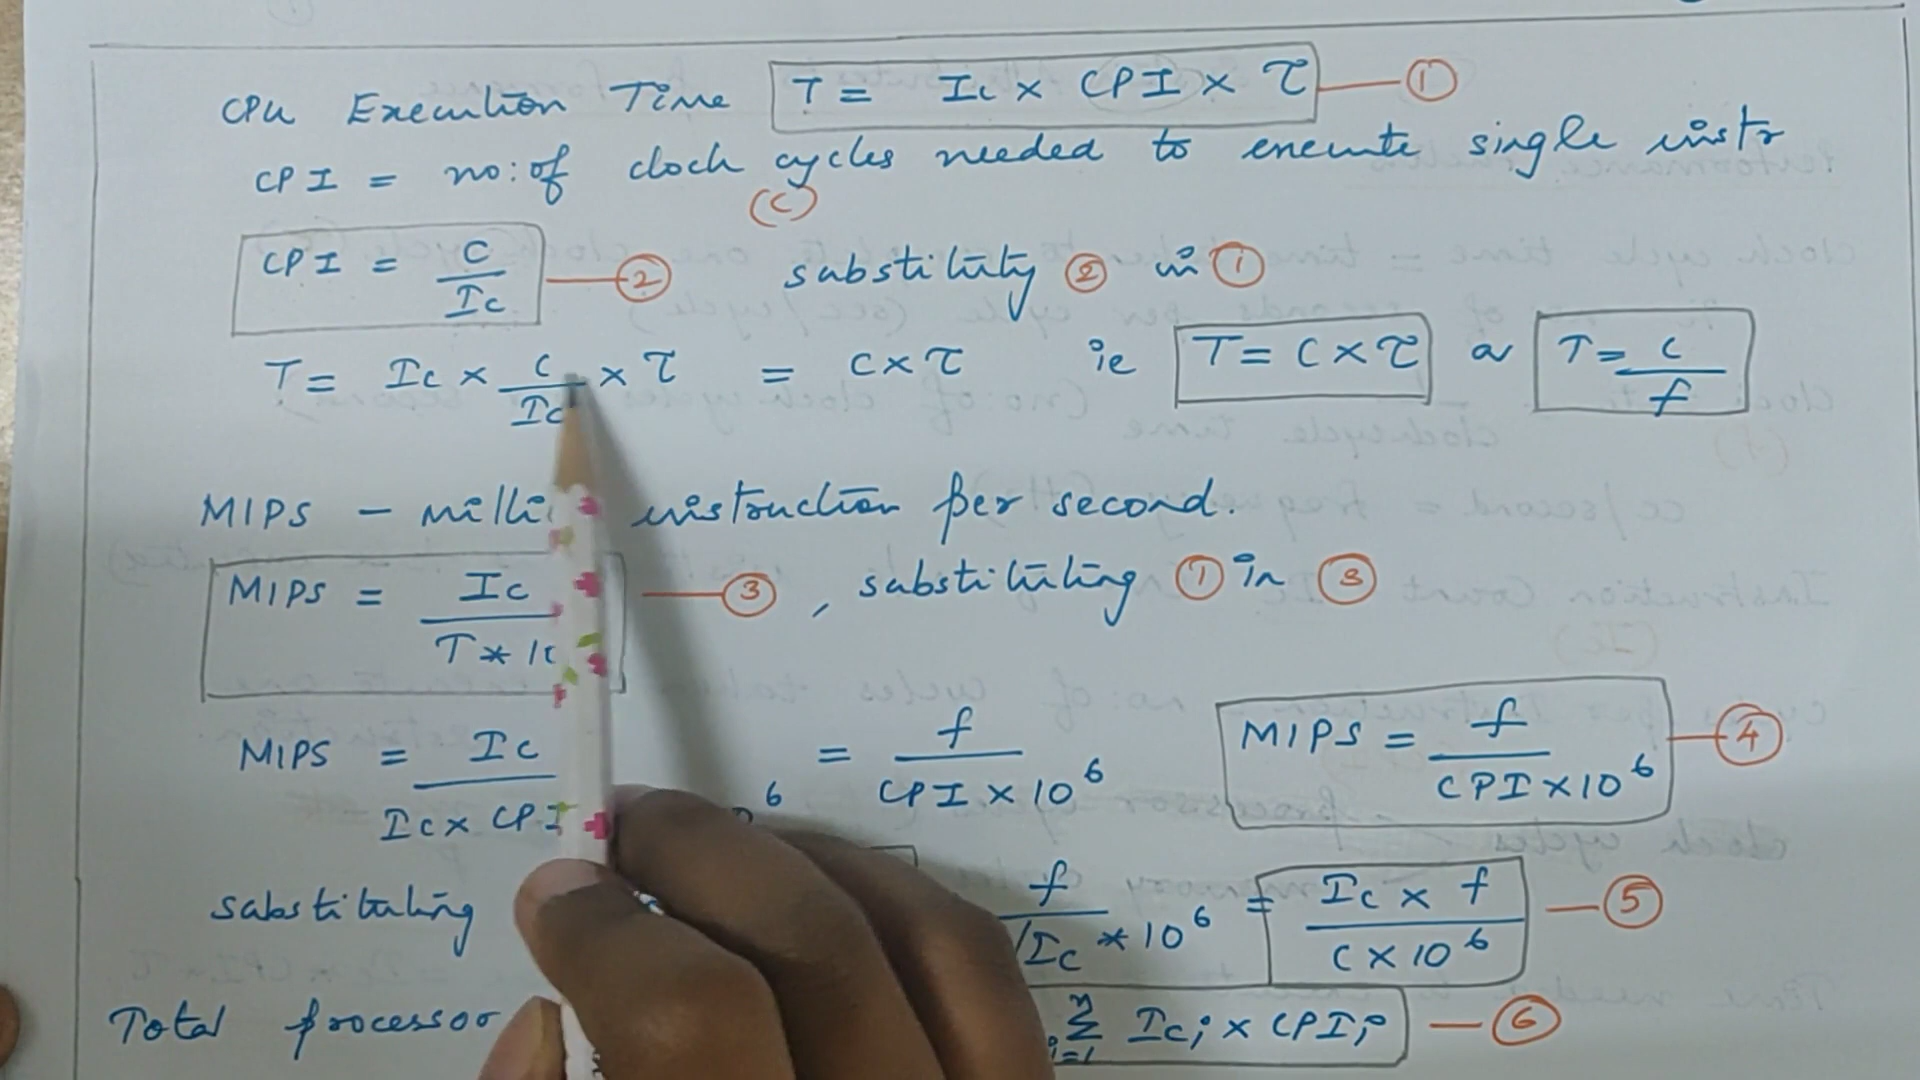 CPU Execution Time T = Ic × CPI × τ ①
CPI = no: of clock cycles needed to execute single instr
(C)
CPI = C/Ic ② substituting ② in ①
T = Ic × C/Ic × τ = C × τ ie T = C × τ or T = C/f
MIPS - instruction per second.
MIPS = Ic / T * ③ , substituting ① in ③
MIPS = Ic / Ic × CPI 6 = f / CPI × 10^6 MIPS = f / CPI × 10^6 ④
substituting f / /Ic * 10^6 = Ic × f / C × 10^6 ⑤
Total processor n Σ i=1 Ici × CPIi ⑥